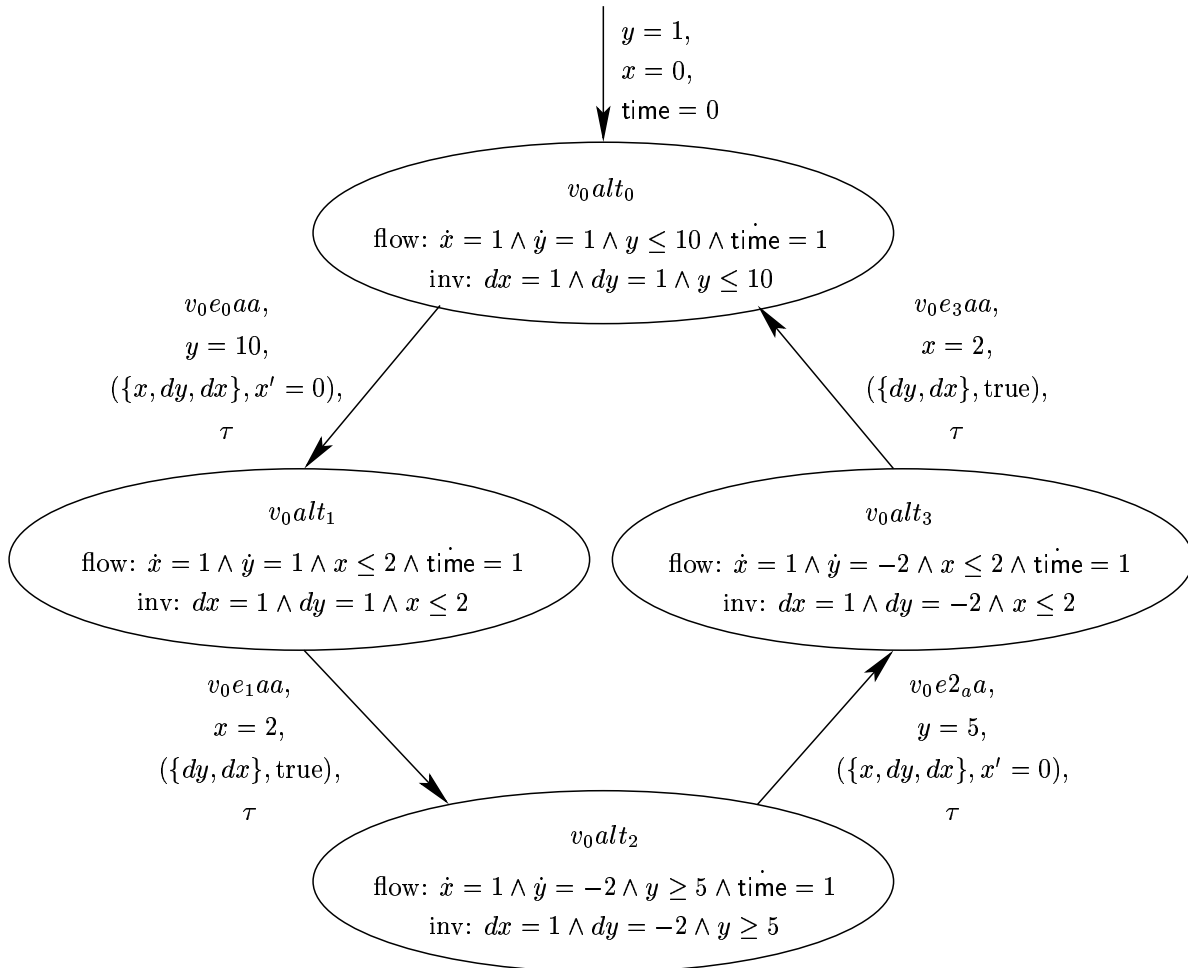 y = 1,
x = 0,
time = 0
v₀alt₀
flow: ẋ = 1 ∧ ẏ = 1 ∧ y ≤ 10 ∧ tiṁe = 1
inv: dx = 1 ∧ dy = 1 ∧ y ≤ 10
v₀e₀aa,
y = 10,
({x, dy, dx}, x′ = 0),
τ
v₀e₃aa,
x = 2,
({dy, dx}, true),
τ
v₀alt₁
flow: ẋ = 1 ∧ ẏ = 1 ∧ x ≤ 2 ∧ tiṁe = 1
inv: dx = 1 ∧ dy = 1 ∧ x ≤ 2
v₀alt₃
flow: ẋ = 1 ∧ ẏ = −2 ∧ x ≤ 2 ∧ tiṁe = 1
inv: dx = 1 ∧ dy = −2 ∧ x ≤ 2
v₀e₁aa,
x = 2,
({dy, dx}, true),
τ
v₀e2ₐa,
y = 5,
({x, dy, dx}, x′ = 0),
τ
v₀alt₂
flow: ẋ = 1 ∧ ẏ = −2 ∧ y ≥ 5 ∧ tiṁe = 1
inv: dx = 1 ∧ dy = −2 ∧ y ≥ 5